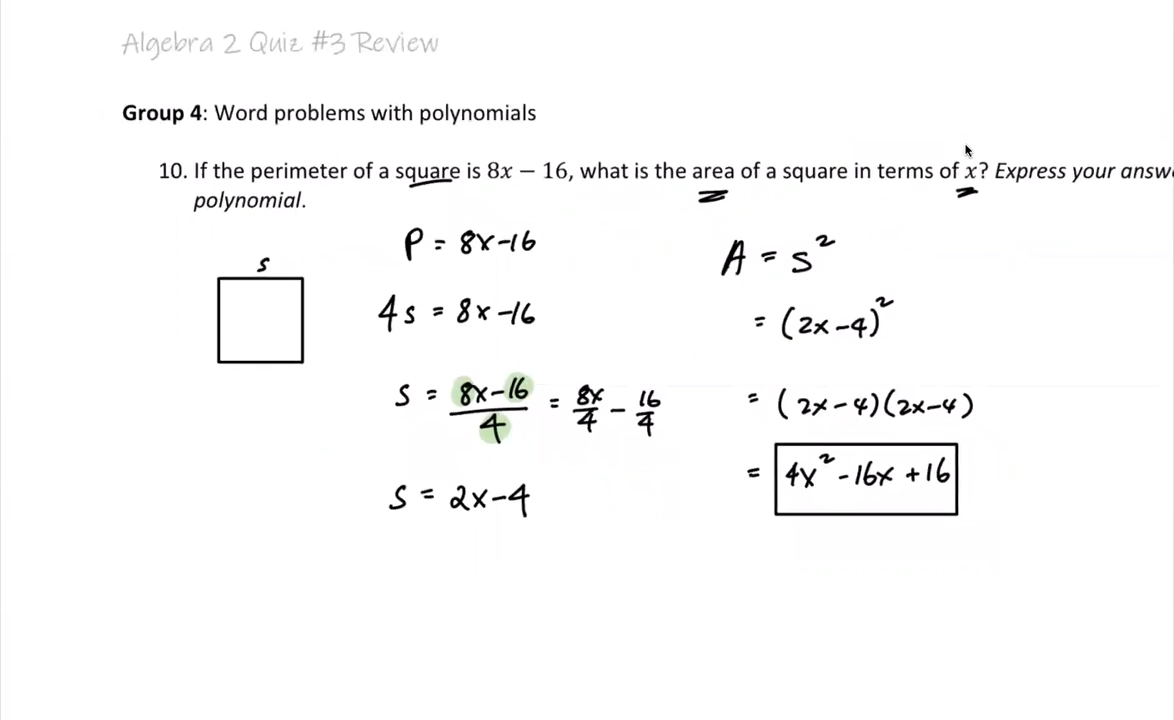 Algebra 2 Quiz #3 Review
Group 4: Word problems with polynomials
10. If the perimeter of a square is 8x − 16, what is the area of a square in terms of x? Express your
polynomial.
s
P = 8x-16
4s = 8x-16
s = 8x-16/4 = 8x/4 - 16/4
s = 2x-4
A = s²
= (2x-4)²
= (2x-4)(2x-4)
= 4x²-16x+16